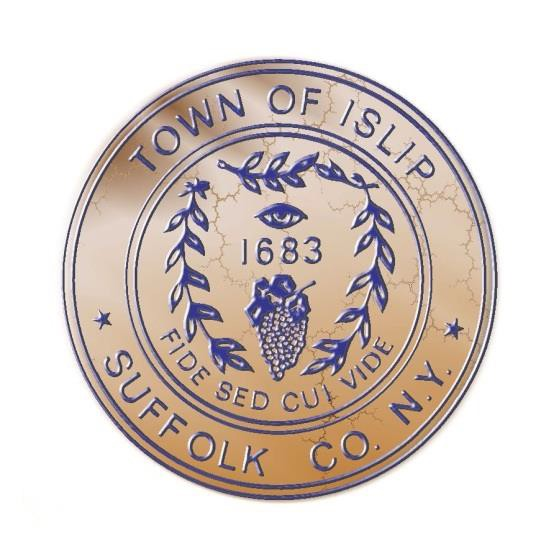 TOWN OF ISLIP
1683
FIDE SED CUI VIDE
SUFFOLK CO. N.Y.